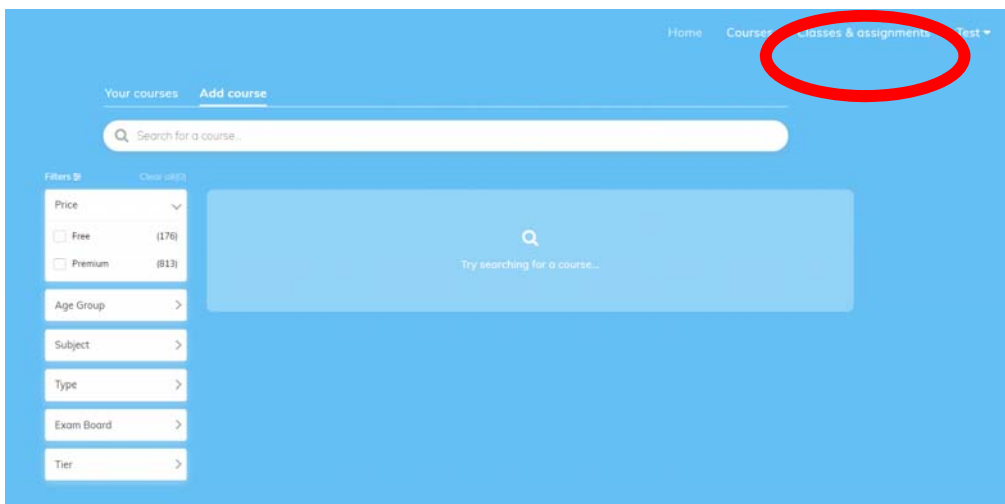 Home Courses Classes & assignments Test
Your courses Add course
Search for a course...
Filters Clear all(0)
Price
Free (176)
Premium (813)
Try searching for a course...
Age Group
Subject
Type
Exam Board
Tier